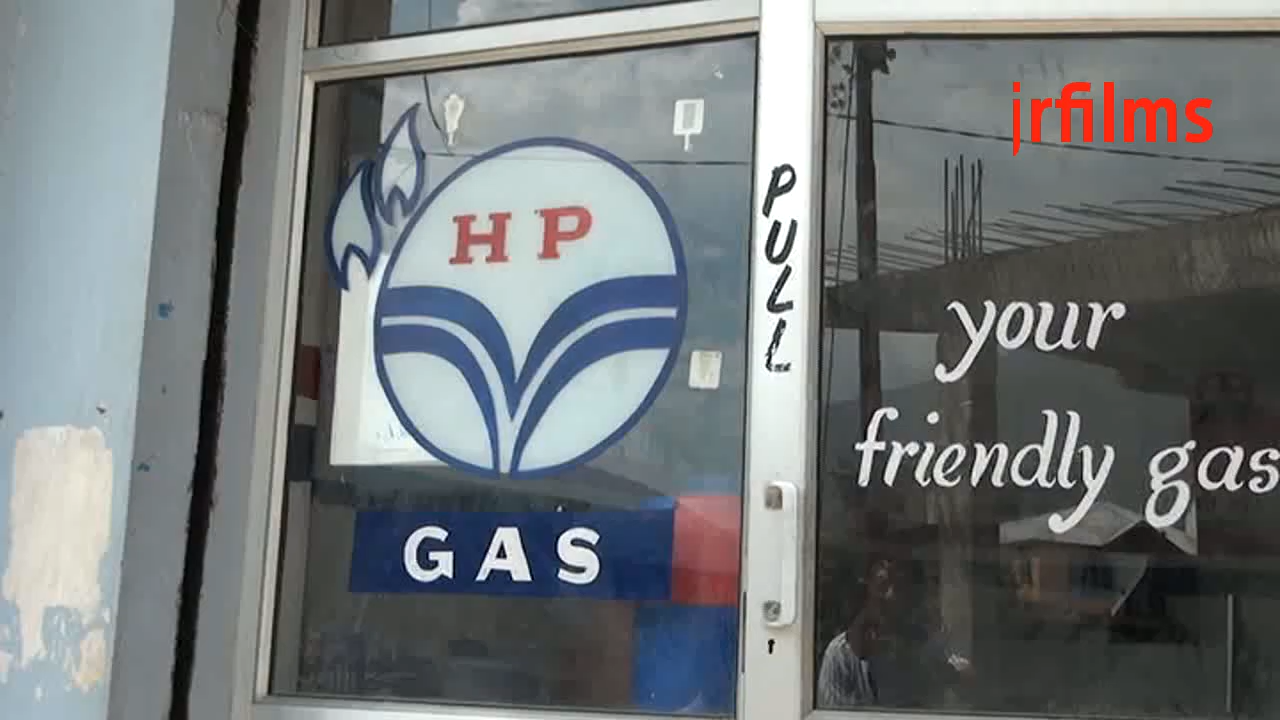 jrfilms
HP
GAS
PULL
your
friendly gas